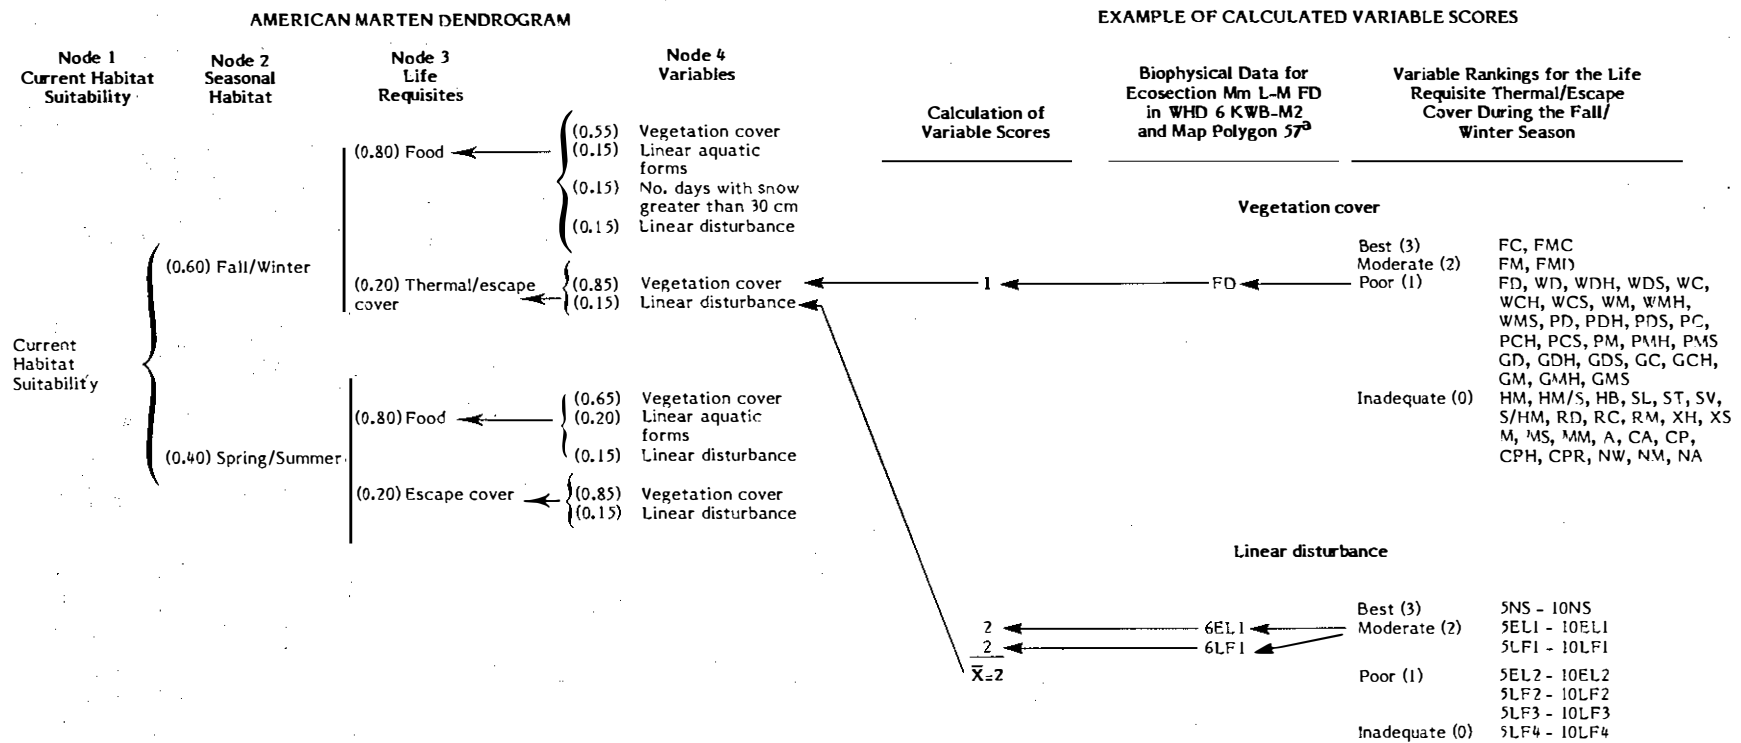 AMERICAN MARTEN DENDROGRAM
Node 1
Current Habitat
Suitability
Node 2
Seasonal
Habitat
Node 3
Life
Requisites
Node 4
Variables
Current
Habitat
Suitability
(0.60) Fall/Winter
(0.80) Food
(0.55) Vegetation cover
(0.15) Linear aquatic
forms
(0.15) No. days with snow
greater than 30 cm
(0.15) Linear disturbance
(0.20) Thermal/escape
cover
(0.85) Vegetation cover
(0.15) Linear disturbance
(0.40) Spring/Summer
(0.80) Food
(0.65) Vegetation cover
(0.20) Linear aquatic
forms
(0.15) Linear disturbance
(0.20) Escape cover
(0.85) Vegetation cover
(0.15) Linear disturbance
EXAMPLE OF CALCULATED VARIABLE SCORES
Calculation of
Variable Scores
Biophysical Data for
Ecosection Mm L-M FD
in WHD 6 KWB-M2
and Map Polygon 57a
Variable Rankings for the Life
Requisite Thermal/Escape
Cover During the Fall/
Winter Season
Vegetation cover
Best (3) FC, FMC
Moderate (2) FM, FMD
1 FD Poor (1) FD, WD, WDH, WDS, WC,
WCH, WCS, WM, WMH,
WMS, PD, PDH, PDS, PC,
PCH, PCS, PM, PMH, PMS
GD, GDH, GDS, GC, GCH,
GM, GMH, GMS
Inadequate (0) HM, HM/S, HB, SL, ST, SV,
S/HM, RD, RC, RM, XH, XS
M, MS, MM, A, CA, CP,
CPH, CPR, NW, NM, NA
Linear disturbance
Best (3) 5NS - 10NS
2 6EL1 Moderate (2) 5EL1 - 10EL1
2 6LF1 5LF1 - 10LF1
X̄=2 Poor (1) 5EL2 - 10EL2
5LF2 - 10LF2
5LF3 - 10LF3
Inadequate (0) 5LF4 - 10LF4